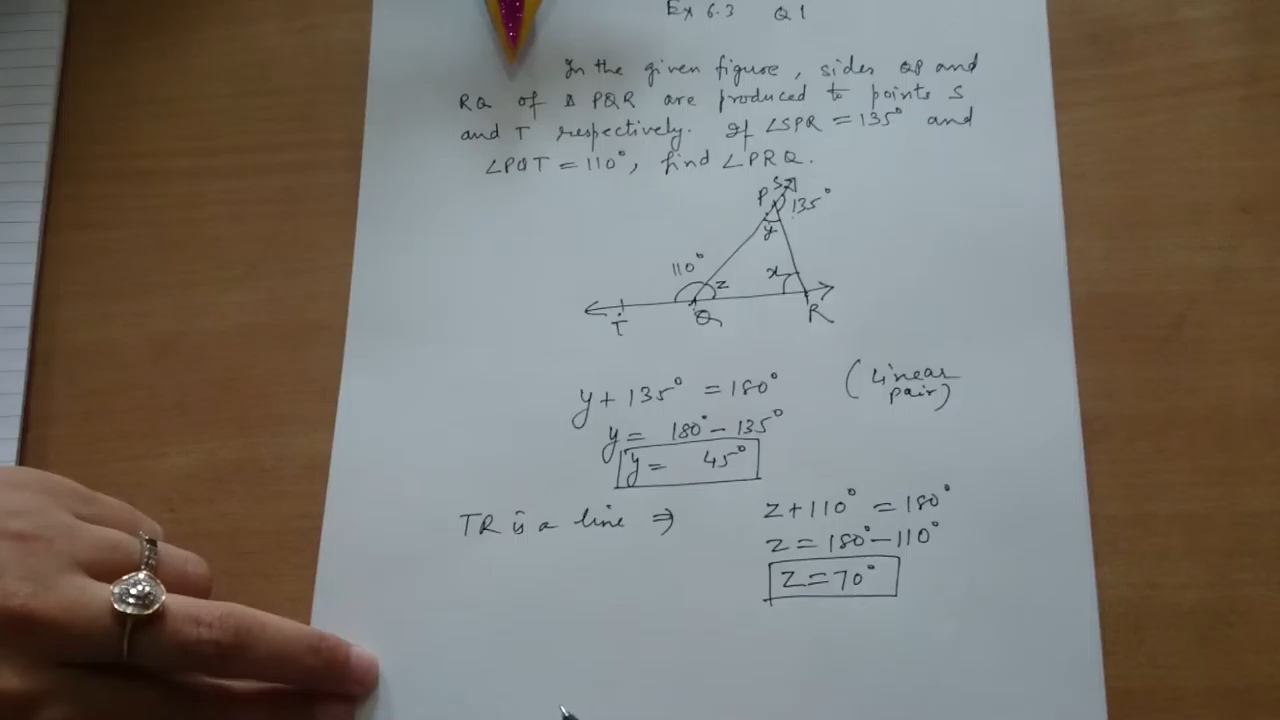 Ex 6.3 Q1
In the given figure, sides QP and
RQ of Δ PQR are produced to points S
and T respectively. If ∠SPR = 135° and
∠PQT = 110°, find ∠PRQ.
S
P 135°
y
110° z x
T Q R
y + 135° = 180° (Linear
pair)
y = 180° - 135°
y = 45°
TR is a line ⇒ z + 110° = 180°
z = 180° - 110°
z = 70°